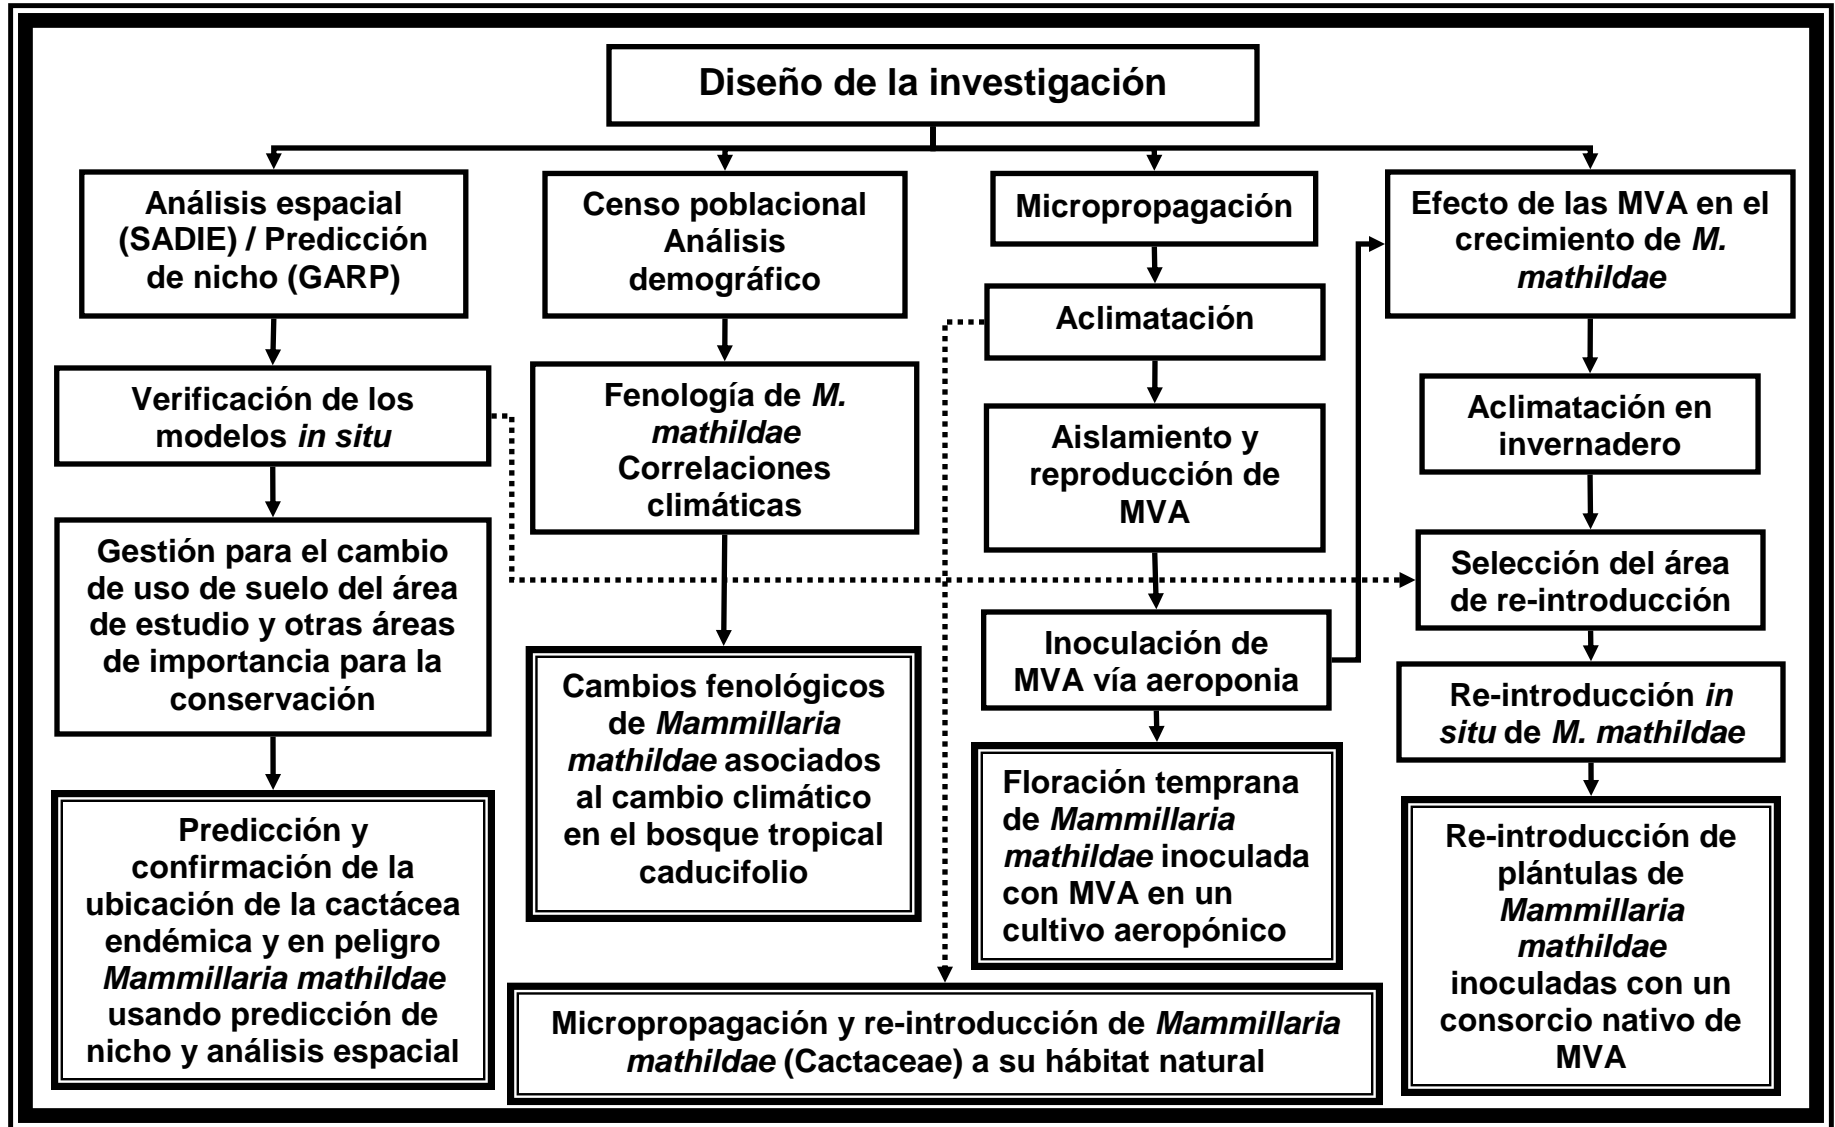 Diseño de la investigación
Análisis espacial
(SADIE) / Predicción
de nicho (GARP)
Verificación de los
modelos in situ
Gestión para el cambio
de uso de suelo del área
de estudio y otras áreas
de importancia para la
conservación
Predicción y
confirmación de la
ubicación de la cactácea
endémica y en peligro
Mammillaria mathildae
usando predicción de
nicho y análisis espacial
Censo poblacional
Análisis
demográfico
Fenología de M.
mathildae
Correlaciones
climáticas
Cambios fenológicos
de Mammillaria
mathildae asociados
al cambio climático
en el bosque tropical
caducifolio
Micropropagación
Aclimatación
Aislamiento y
reproducción de
MVA
Inoculación de
MVA vía aeroponia
Floración temprana
de Mammillaria
mathildae inoculada
con MVA en un
cultivo aeropónico
Micropropagación y re-introducción de Mammillaria
mathildae (Cactaceae) a su hábitat natural
Efecto de las MVA en el
crecimiento de M.
mathildae
Aclimatación en
invernadero
Selección del área
de re-introducción
Re-introducción in
situ de M. mathildae
Re-introducción de
plántulas de
Mammillaria
mathildae
inoculadas con un
consorcio nativo de
MVA